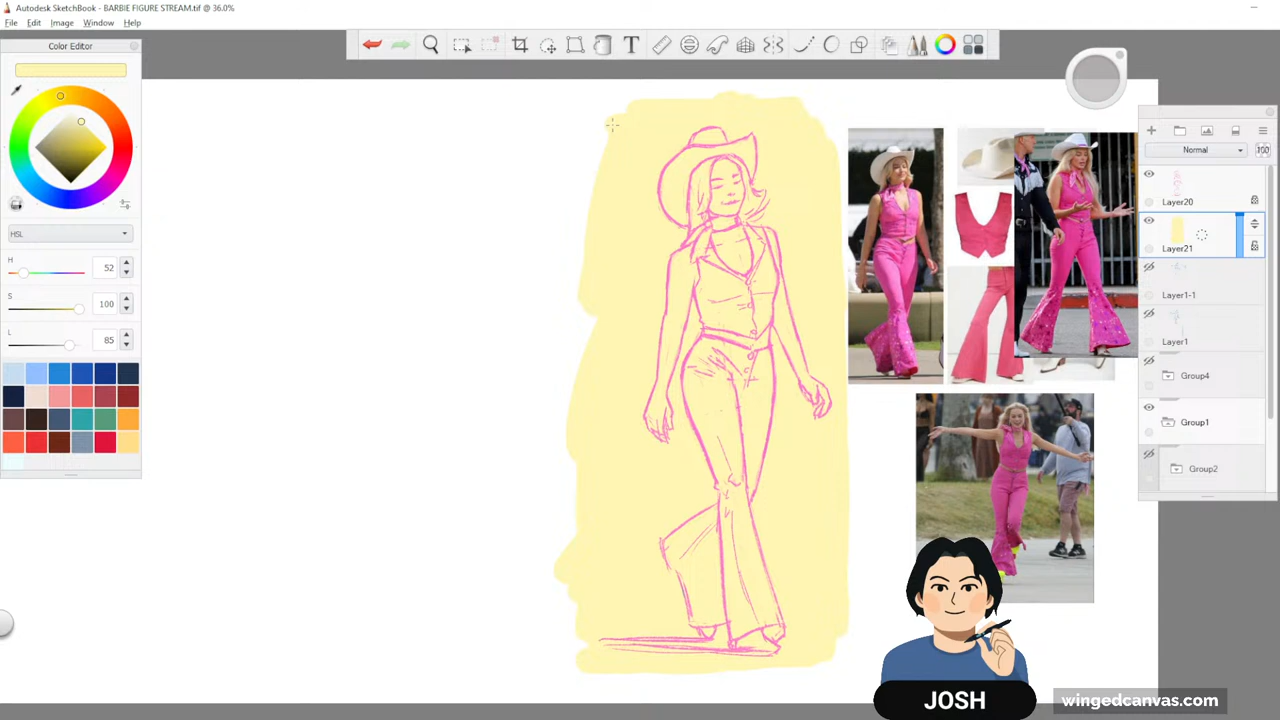 Autodesk SketchBook - BARBIE FIGURE STREAM.tif @ 36.0%
File Edit Image Window Help
Color Editor
HSL
H 52
S 100
L 85
Normal 100
Layer20
Layer21
Layer1-1
Layer1
Group4
Group1
Group2
JOSH
wingedcanvas.com